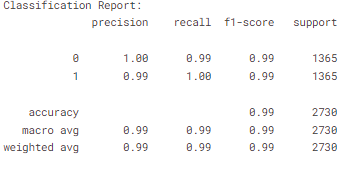 Classification Report:
precision recall f1-score support
0 1.00 0.99 0.99 1365
1 0.99 1.00 0.99 1365
accuracy 0.99 2730
macro avg 0.99 0.99 0.99 2730
weighted avg 0.99 0.99 0.99 2730